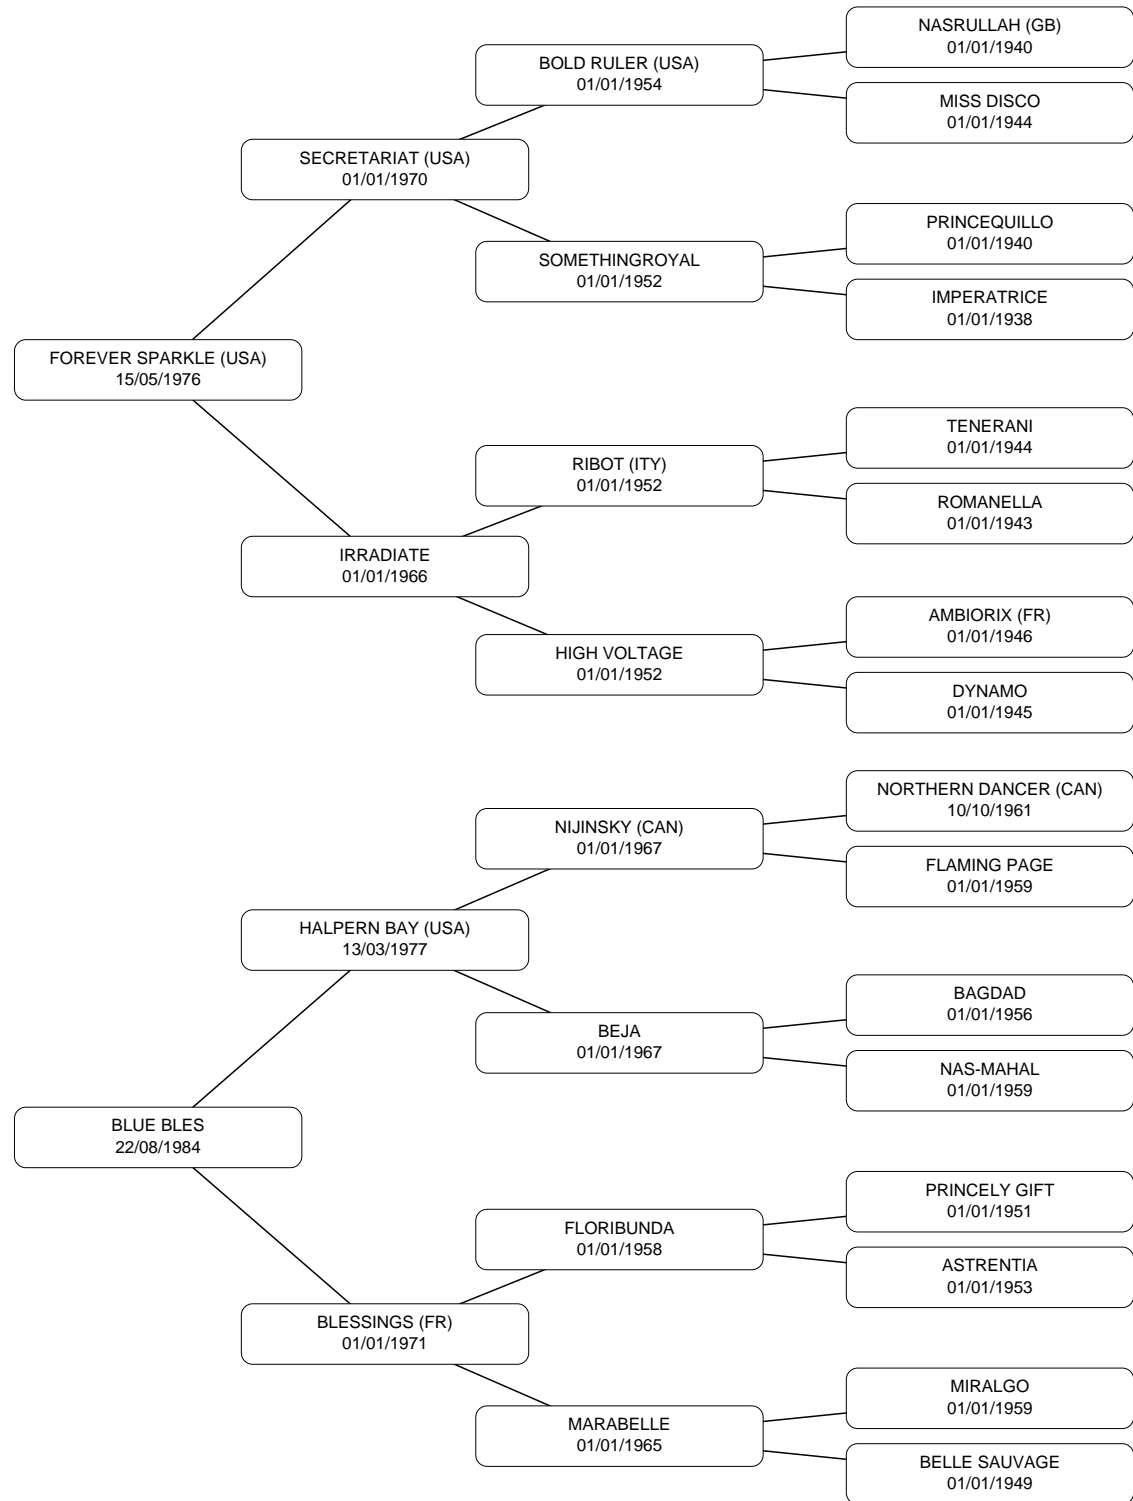 NASRULLAH (GB)
01/01/1940
BOLD RULER (USA)
01/01/1954
MISS DISCO
01/01/1944
SECRETARIAT (USA)
01/01/1970
PRINCEQUILLO
01/01/1940
SOMETHINGROYAL
01/01/1952
IMPERATRICE
01/01/1938
FOREVER SPARKLE (USA)
15/05/1976
TENERANI
01/01/1944
RIBOT (ITY)
01/01/1952
ROMANELLA
01/01/1943
IRRADIATE
01/01/1966
AMBIORIX (FR)
01/01/1946
HIGH VOLTAGE
01/01/1952
DYNAMO
01/01/1945
NORTHERN DANCER (CAN)
10/10/1961
NIJINSKY (CAN)
01/01/1967
FLAMING PAGE
01/01/1959
HALPERN BAY (USA)
13/03/1977
BAGDAD
01/01/1956
BEJA
01/01/1967
NAS-MAHAL
01/01/1959
BLUE BLES
22/08/1984
PRINCELY GIFT
01/01/1951
FLORIBUNDA
01/01/1958
ASTRENTIA
01/01/1953
BLESSINGS (FR)
01/01/1971
MIRALGO
01/01/1959
MARABELLE
01/01/1965
BELLE SAUVAGE
01/01/1949